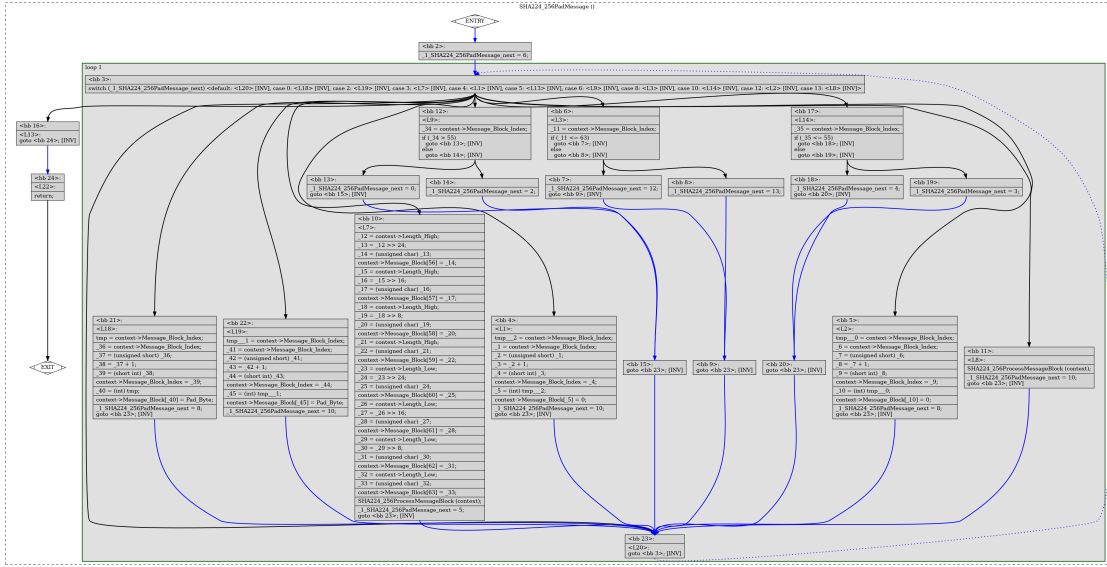 SHA224_256PadMessage ()
ENTRY
<bb 2>:
_1_SHA224_256PadMessage_next = 6;
loop 1
<bb 3>:
switch (_1_SHA224_256PadMessage_next) <default: <L20> [INV], case 0: <L18> [INV], case 2: <L19> [INV], case 3: <L7> [INV], case 4: <L1> [INV], case 5: <L13> [INV], case 6: <L9> [INV], case 8: <L3> [INV], case 10: <L14> [INV], case 12: <L2> [INV], case 13: <L8> [INV]>
<bb 16>:
<L13>:
goto <bb 24>; [INV]
<bb 24>:
<L22>:
return;
EXIT
<bb 12>:
<L9>:
_34 = context->Message_Block_Index;
if (_34 > 55)
goto <bb 13>; [INV]
else
goto <bb 14>; [INV]
<bb 6>:
<L3>:
_11 = context->Message_Block_Index;
if (_11 <= 63)
goto <bb 7>; [INV]
else
goto <bb 8>; [INV]
<bb 17>:
<L14>:
_35 = context->Message_Block_Index;
if (_35 <= 55)
goto <bb 18>; [INV]
else
goto <bb 19>; [INV]
<bb 13>:
_1_SHA224_256PadMessage_next = 0;
goto <bb 15>; [INV]
<bb 14>:
_1_SHA224_256PadMessage_next = 2;
<bb 7>:
_1_SHA224_256PadMessage_next = 12;
goto <bb 9>; [INV]
<bb 8>:
_1_SHA224_256PadMessage_next = 13;
<bb 18>:
_1_SHA224_256PadMessage_next = 4;
goto <bb 20>; [INV]
<bb 19>:
_1_SHA224_256PadMessage_next = 3;
<bb 10>:
<L7>:
_12 = context->Length_High;
_13 = _12 >> 24;
_14 = (unsigned char) _13;
context->Message_Block[56] = _14;
_15 = context->Length_High;
_16 = _15 >> 16;
_17 = (unsigned char) _16;
context->Message_Block[57] = _17;
_18 = context->Length_High;
_19 = _18 >> 8;
_20 = (unsigned char) _19;
context->Message_Block[58] = _20;
_21 = context->Length_High;
_22 = (unsigned char) _21;
context->Message_Block[59] = _22;
_23 = context->Length_Low;
_24 = _23 >> 24;
_25 = (unsigned char) _24;
context->Message_Block[60] = _25;
_26 = context->Length_Low;
_27 = _26 >> 16;
_28 = (unsigned char) _27;
context->Message_Block[61] = _28;
_29 = context->Length_Low;
_30 = _29 >> 8;
_31 = (unsigned char) _30;
context->Message_Block[62] = _31;
_32 = context->Length_Low;
_33 = (unsigned char) _32;
context->Message_Block[63] = _33;
SHA224_256ProcessMessageBlock (context);
_1_SHA224_256PadMessage_next = 5;
goto <bb 23>; [INV]
<bb 21>:
<L18>:
tmp = context->Message_Block_Index;
_36 = context->Message_Block_Index;
_37 = (unsigned short) _36;
_38 = _37 + 1;
_39 = (short int) _38;
context->Message_Block_Index = _39;
_40 = (int) tmp;
context->Message_Block[_40] = Pad_Byte;
_1_SHA224_256PadMessage_next = 8;
goto <bb 23>; [INV]
<bb 22>:
<L19>:
tmp___1 = context->Message_Block_Index;
_41 = context->Message_Block_Index;
_42 = (unsigned short) _41;
_43 = _42 + 1;
_44 = (short int) _43;
context->Message_Block_Index = _44;
_45 = (int) tmp___1;
context->Message_Block[_45] = Pad_Byte;
_1_SHA224_256PadMessage_next = 10;
<bb 4>:
<L1>:
tmp___2 = context->Message_Block_Index;
_1 = context->Message_Block_Index;
_2 = (unsigned short) _1;
_3 = _2 + 1;
_4 = (short int) _3;
context->Message_Block_Index = _4;
_5 = (int) tmp___2;
context->Message_Block[_5] = 0;
_1_SHA224_256PadMessage_next = 10;
goto <bb 23>; [INV]
<bb 15>:
goto <bb 23>; [INV]
<bb 9>:
goto <bb 23>; [INV]
<bb 20>:
goto <bb 23>; [INV]
<bb 5>:
<L2>:
tmp___0 = context->Message_Block_Index;
_6 = context->Message_Block_Index;
_7 = (unsigned short) _6;
_8 = _7 + 1;
_9 = (short int) _8;
context->Message_Block_Index = _9;
_10 = (int) tmp___0;
context->Message_Block[_10] = 0;
_1_SHA224_256PadMessage_next = 8;
goto <bb 23>; [INV]
<bb 11>:
<L8>:
SHA224_256ProcessMessageBlock (context);
_1_SHA224_256PadMessage_next = 10;
goto <bb 23>; [INV]
<bb 23>:
<L20>:
goto <bb 3>; [INV]